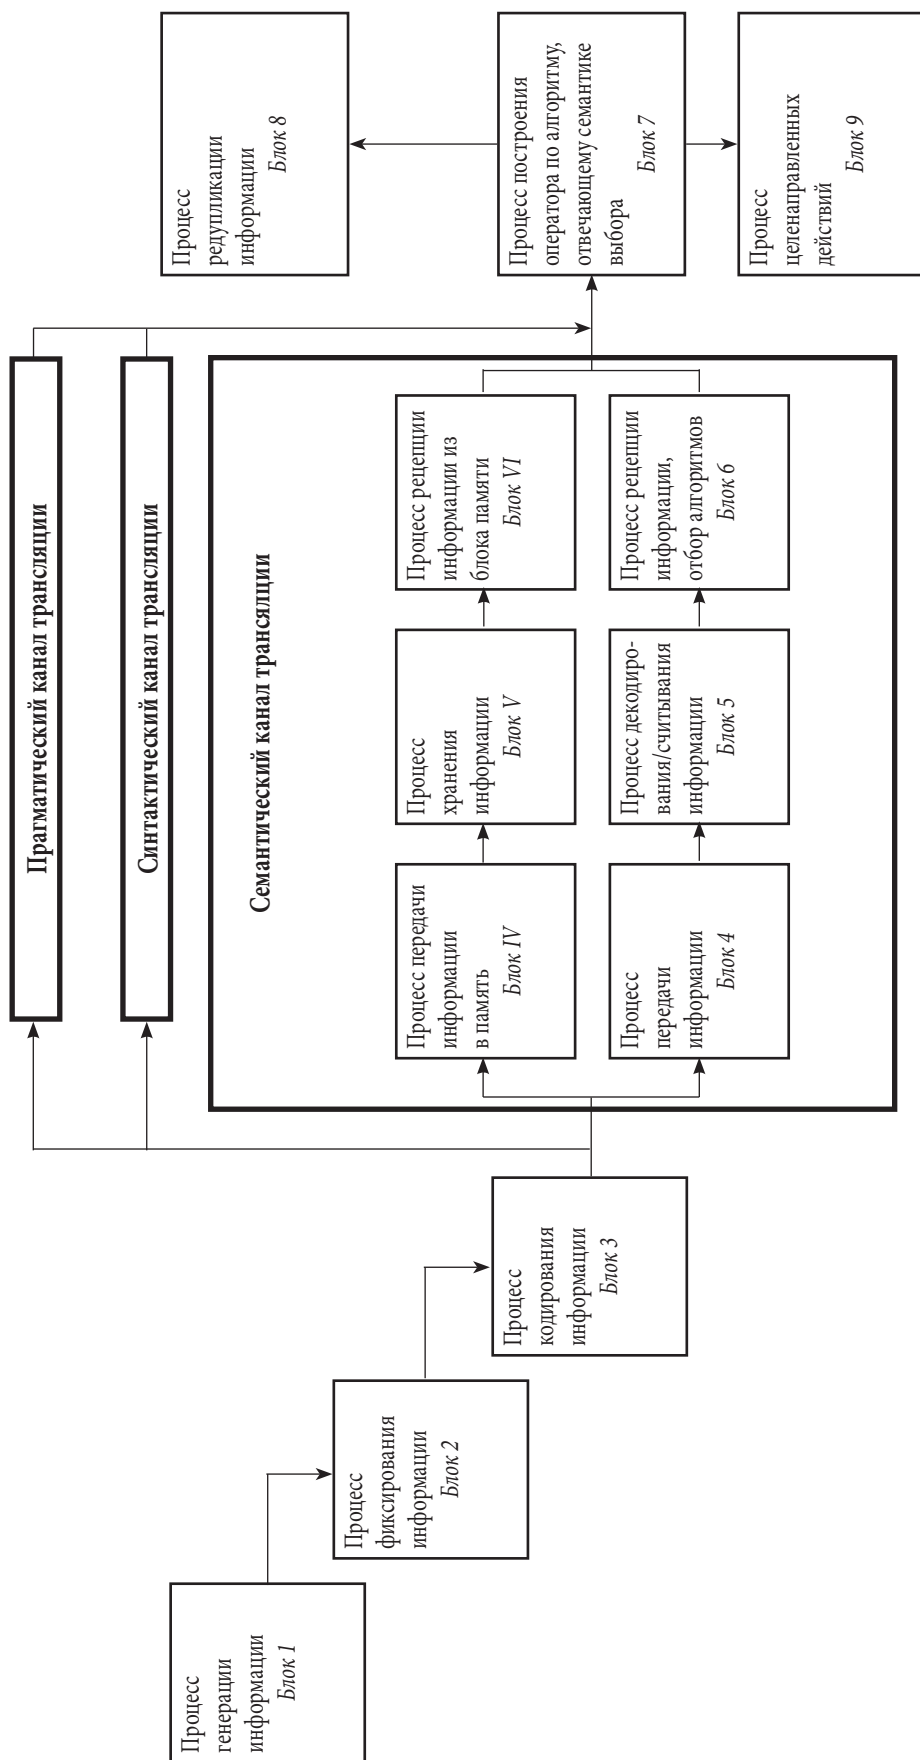 Процесс
генерации
информации
Блок 1
Процесс
фиксирования
информации
Блок 2
Процесс
кодирования
информации
Блок 3
Прагматический канал трансляции
Синтактический канал трансляции
Семантический канал трансялции
Процесс передачи
информации
в память
Блок IV
Процесс
хранения
информации
Блок V
Процесс рецепции
информации из
блока памяти
Блок VI
Процесс
передачи
информации
Блок 4
Процесс декодиро-
вания/считывания
информации
Блок 5
Процесс рецепции
информации,
отбор алгоритмов
Блок 6
Процесс
редупликации
информации
Блок 8
Процесс построения
оператора по алгоритму,
отвечающему семантике
выбора
Блок 7
Процесс
целенаправленных
действий
Блок 9